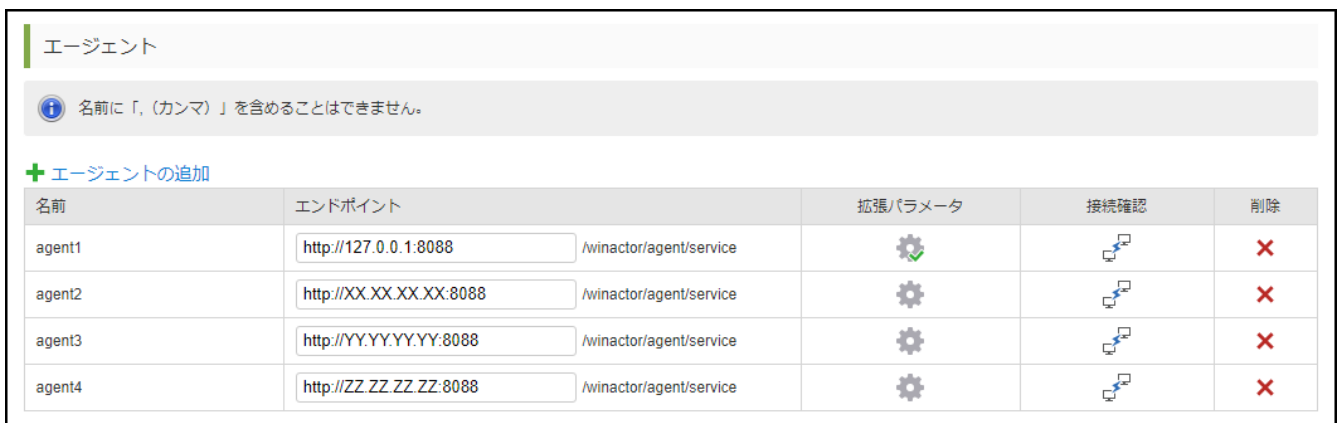 エージェント
名前に「,（カンマ）」を含めることはできません。
エージェントの追加
名前 エンドポイント 拡張パラメータ 接続確認 削除
agent1 http://127.0.0.1:8088 /winactor/agent/service
agent2 http://XX.XX.XX.XX:8088 /winactor/agent/service
agent3 http://YY.YY.YY.YY:8088 /winactor/agent/service
agent4 http://ZZ.ZZ.ZZ.ZZ:8088 /winactor/agent/service